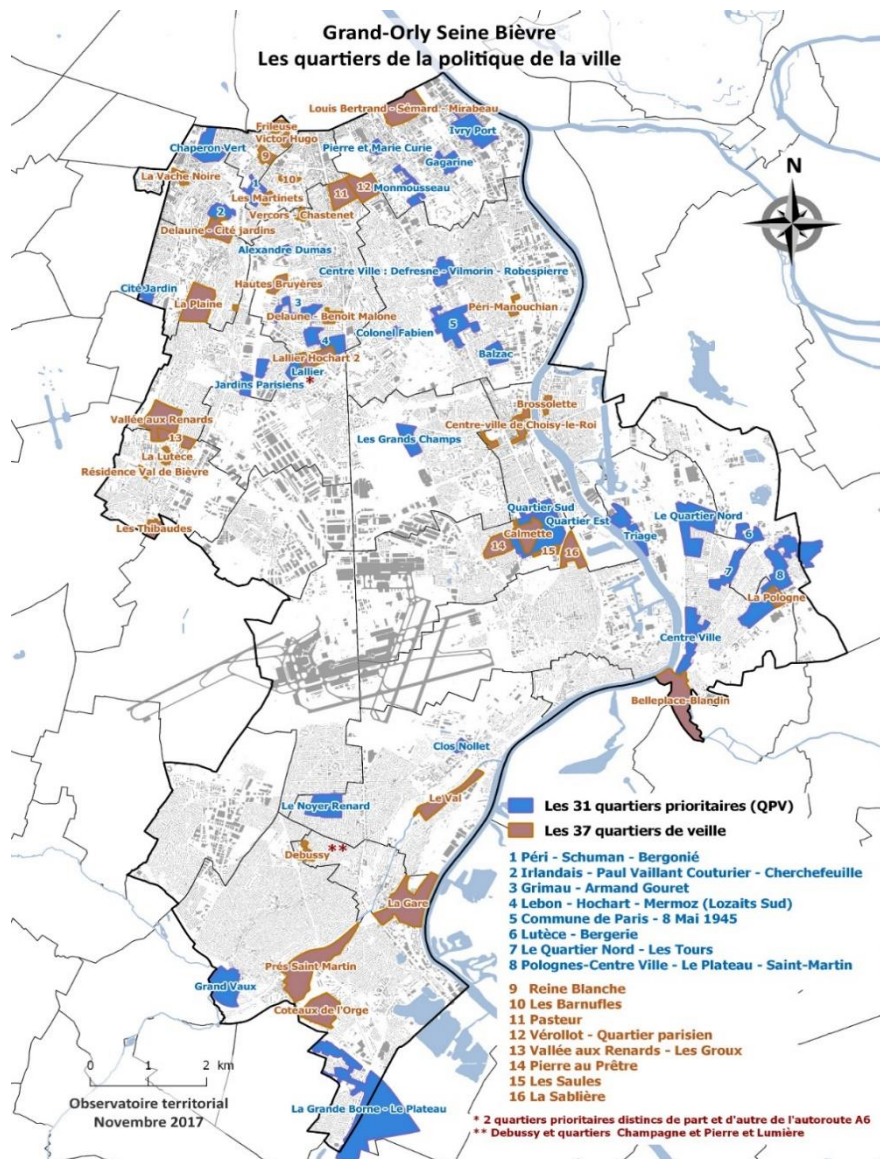 Grand-Orly Seine Bièvre
Les quartiers de la politique de la ville
Louis Bertrand - Sémard - Mirabeau
Frileuse
Victor Hugo
Ivry Port
Chaperon Vert
Pierre et Marie Curie
9
Gagarine
N
La Vache Noire
1
10
Monmousseau
11
12
Les Martinets
2
Vercors - Chastenet
Delaune - Cité jardins
Alexandre Dumas
Centre Ville : Defresne - Vilmorin - Robespierre
Cité Jardin
Hautes Bruyères
La Plaine
3
Péri-Manouchian
Delaune - Benoit Malone
5
4
Colonel Fabien
Lallier Hochart 2
Balzac
Lallier
Jardins Parisiens *
Brossolette
Vallée aux Renards
Centre-ville de Choisy-le-Roi
13
Les Grands Champs
La Lutèce
Résidence Val de Bièvre
Quartier Sud
Le Quartier Nord
Les Thibaudes
Quartier Est
Calmette
Triage
6
14
15
16
7
8
La Pologne
Centre Ville
Belleplace-Blandin
Clos Nollet
Le Val
Le Noyer Renard
Debussy **
La Gare
Prés Saint Martin
Grand Vaux
Coteaux de l'Orge
La Grande Borne - Le Plateau
Les 31 quartiers prioritaires (QPV)
Les 37 quartiers de veille
1 Péri - Schuman - Bergonié
2 Irlandais - Paul Vaillant Couturier - Cherchefeuille
3 Grimau - Armand Gouret
4 Lebon - Hochart - Mermoz (Lozaits Sud)
5 Commune de Paris - 8 Mai 1945
6 Lutèce - Bergerie
7 Le Quartier Nord - Les Tours
8 Polognes-Centre Ville - Le Plateau - Saint-Martin
9 Reine Blanche
10 Les Barnufles
11 Pasteur
12 Vérollot - Quartier parisien
13 Vallée aux Renards - Les Groux
14 Pierre au Prêtre
15 Les Saules
16 La Sablière
* 2 quartiers prioritaires distincs de part et d'autre de l'autoroute A6
** Debussy et quartiers Champagne et Pierre et Lumière
0 1 2 km
Observatoire territorial
Novembre 2017